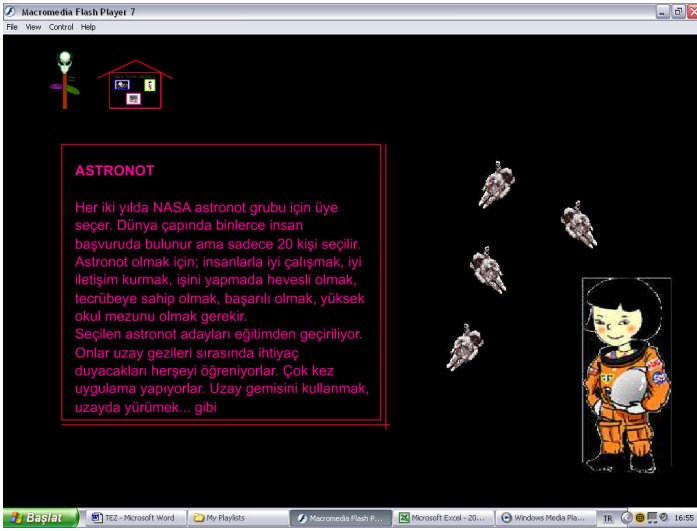 Macromedia Flash Player 7
File View Control Help
ASTRONOT
Her iki yılda NASA astronot grubu için üye
seçer. Dünya çapında binlerce insan
başvuruda bulunur ama sadece 20 kişi seçilir.
Astronot olmak için; insanlarla iyi çalışmak, iyi
iletişim kurmak, işini yapmada hevesli olmak,
tecrübeye sahip olmak, başarılı olmak, yüksek
okul mezunu olmak gerekir.
Seçilen astronot adayları eğitimden geçiriliyor.
Onlar uzay gezileri sırasında ihtiyaç
duyacakları herşeyi öğreniyorlar. Çok kez
uygulama yapıyorlar. Uzay gemisini kullanmak,
uzayda yürümek... gibi
Başlat TEZ - Microsoft Word My Playlists Macromedia Flash P... Microsoft Excel - 20... Windows Media Pla... TR 16:55